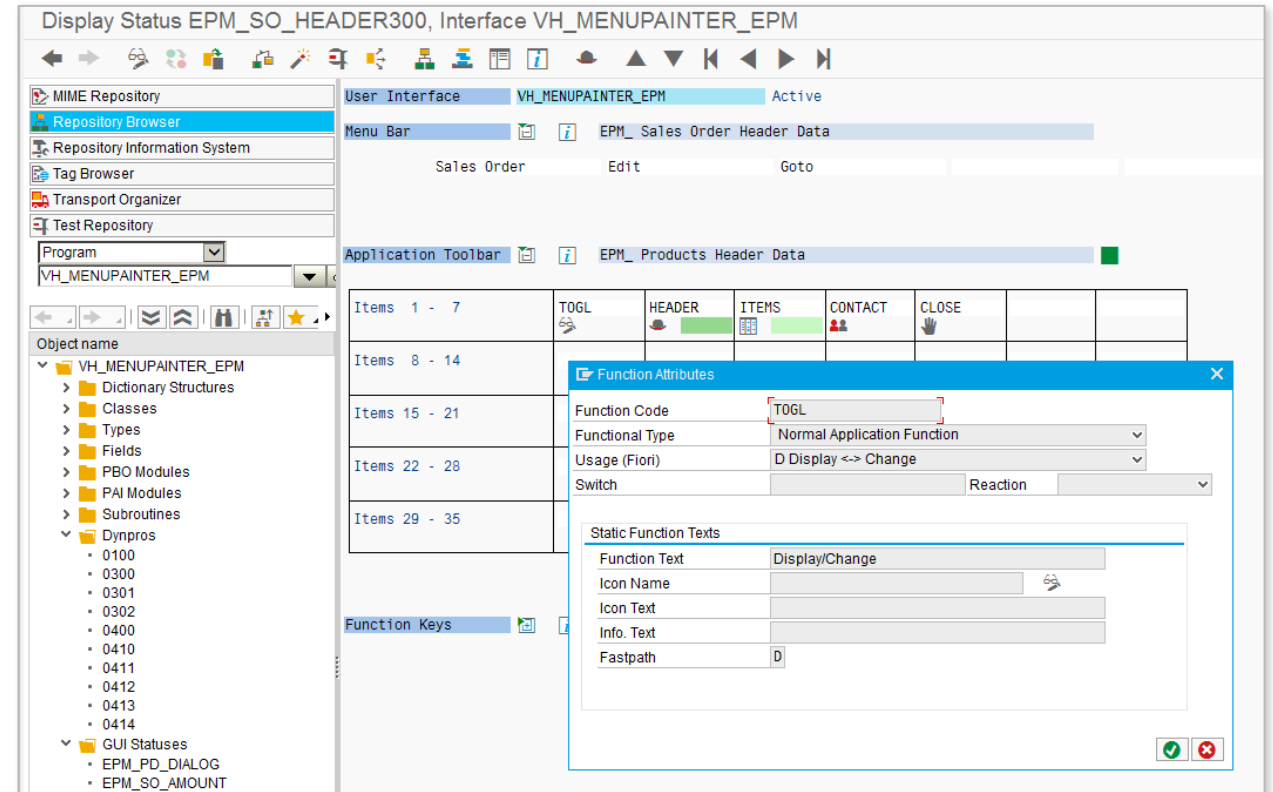 Display Status EPM_SO_HEADER300, Interface VH_MENUPAINTER_EPM
MIME Repository
Repository Browser
Repository Information System
Tag Browser
Transport Organizer
Test Repository
Program
VH_MENUPAINTER_EPM
Object name
VH_MENUPAINTER_EPM
Dictionary Structures
Classes
Types
Fields
PBO Modules
PAI Modules
Subroutines
Dynpros
0100
0300
0301
0302
0400
0410
0411
0412
0413
0414
GUI Statuses
EPM_PD_DIALOG
EPM_SO_AMOUNT
User Interface VH_MENUPAINTER_EPM Active
Menu Bar EPM_ Sales Order Header Data
Sales Order Edit Goto
Application Toolbar EPM_ Products Header Data
Items 1 - 7 TOGL HEADER ITEMS CONTACT CLOSE
Items 8 - 14
Items 15 - 21
Items 22 - 28
Items 29 - 35
Function Keys
Function Attributes
Function Code TOGL
Functional Type Normal Application Function
Usage (Fiori) D Display <-> Change
Switch Reaction
Static Function Texts
Function Text Display/Change
Icon Name
Icon Text
Info. Text
Fastpath D